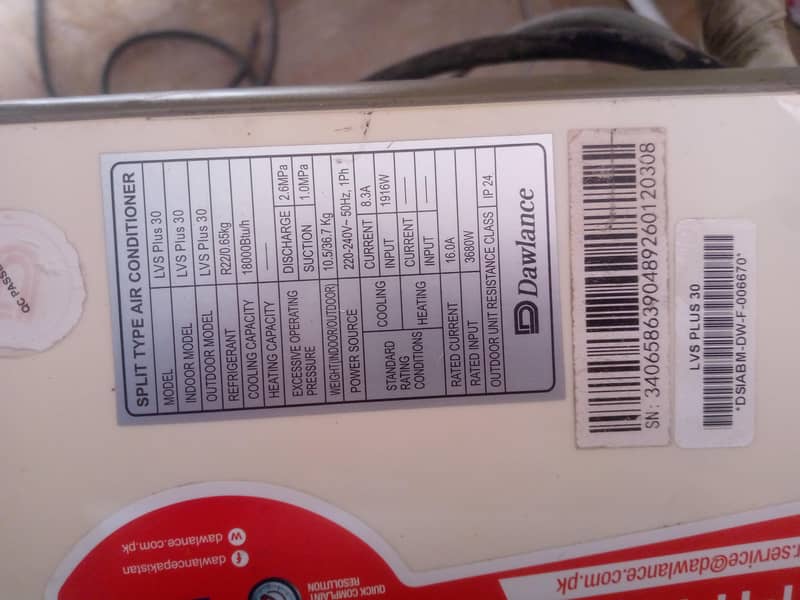 SPLIT TYPE AIR CONDITIONER
MODEL LVS Plus 30
INDOOR MODEL LVS Plus 30
OUTDOOR MODEL LVS Plus 30
REFRIGERANT R22/0.65kg
COOLING CAPACITY 18000Btu/h
HEATING CAPACITY —
EXCESSIVE OPERATING PRESSURE DISCHARGE 2.6MPa
SUCTION 1.0MPa
WEIGHT(INDOOR/OUTDOOR) 10.5/36.7 Kg
POWER SOURCE 220-240V~ 50Hz, 1Ph
STANDARD RATING CONDITIONS COOLING CURRENT 8.3A
INPUT 1916W
HEATING CURRENT —
INPUT —
RATED CURRENT 16.0A
RATED INPUT 3680W
OUTDOOR UNIT RESISTANCE CLASS IP 24
Dawlance
SN: 3406586390489260120308
LVS PLUS 30
*DSIABM-DW-F-006670*
QC PASS
dawlancepakistan
dawlance.com.pk
QUICK COMPLAINT
RESOLUTION
r.service@dawlance.com.pk